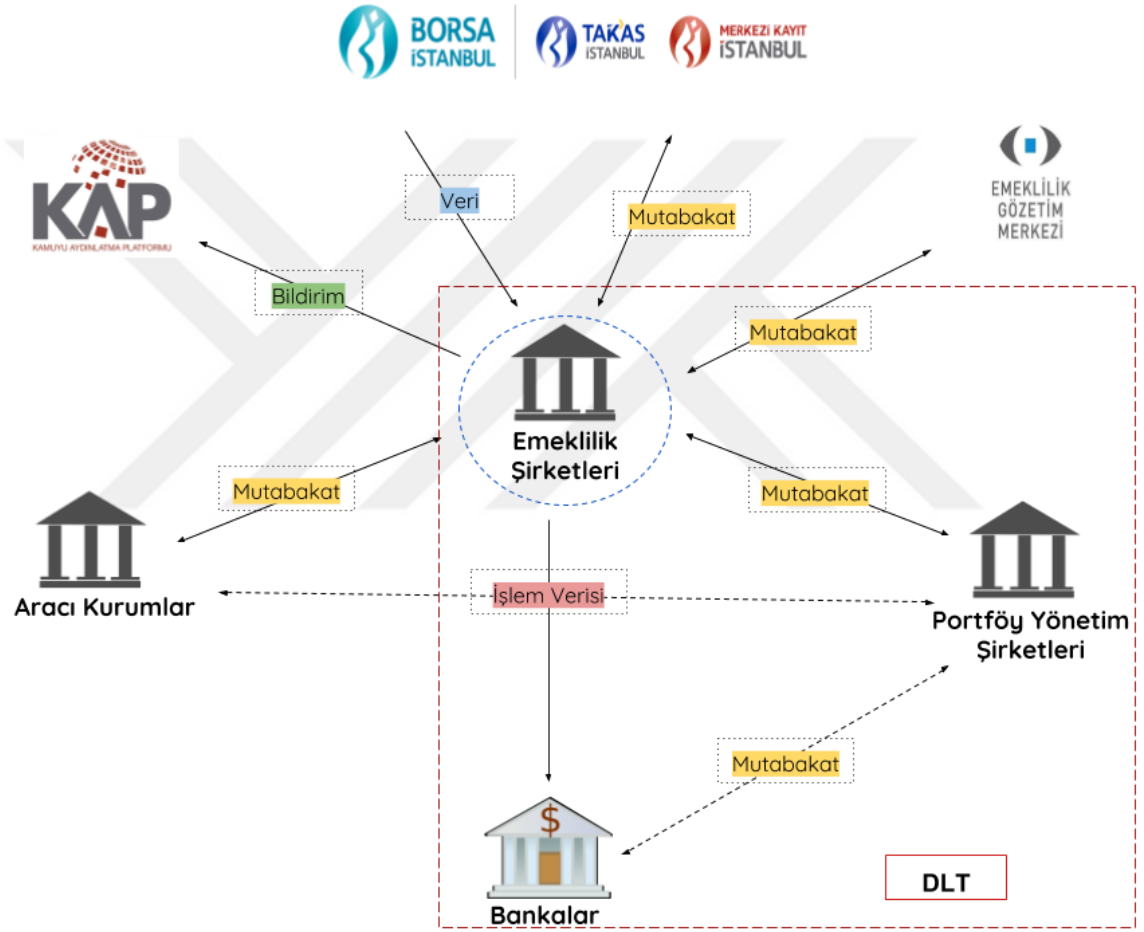 BORSA
İSTANBUL
TAKAS
İSTANBUL
MERKEZİ KAYIT
İSTANBUL
KAP
KAMUYU AYDINLATMA PLATFORMU
EMEKLİLİK
GÖZETİM
MERKEZİ
Veri
Mutabakat
Bildirim
Mutabakat
Emeklilik
Şirketleri
Mutabakat
Mutabakat
Aracı Kurumlar
İşlem Verisi
Portföy Yönetim
Şirketleri
Mutabakat
$
Bankalar
DLT